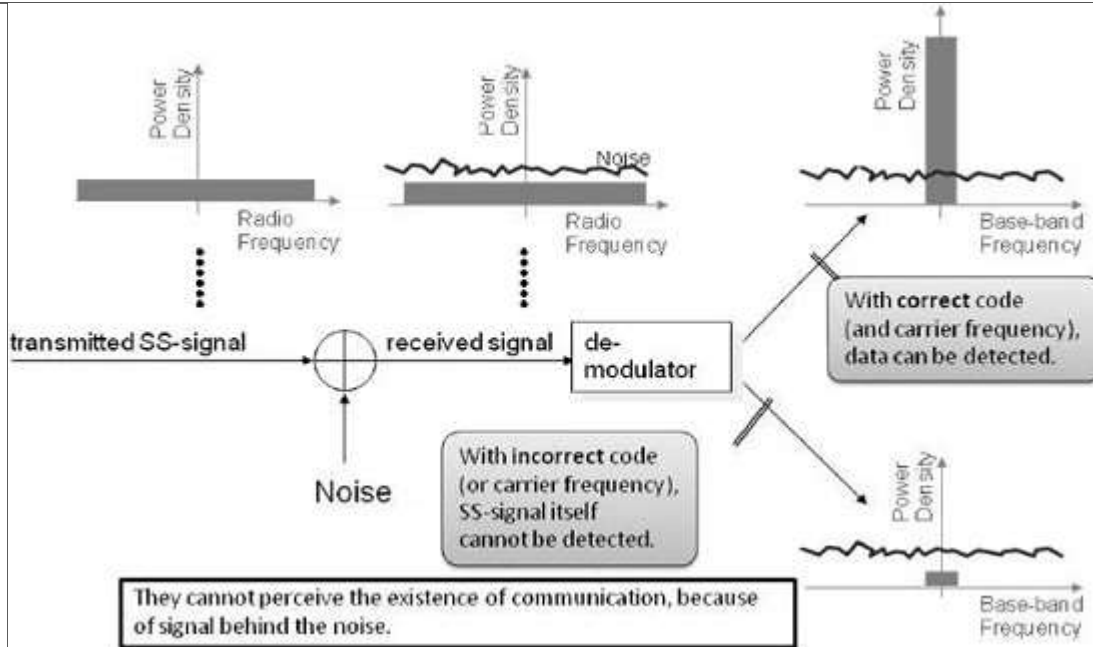 Power
Density
Radio
Frequency
Power
Density
Noise
Radio
Frequency
Power
Density
Base-band
Frequency
transmitted SS-signal
received signal
de-
modulator
With correct code
(and carrier frequency),
data can be detected.
Noise
With incorrect code
(or carrier frequency),
SS-signal itself
cannot be detected.
Power
Density
Base-band
Frequency
They cannot perceive the existence of communication, because
of signal behind the noise.